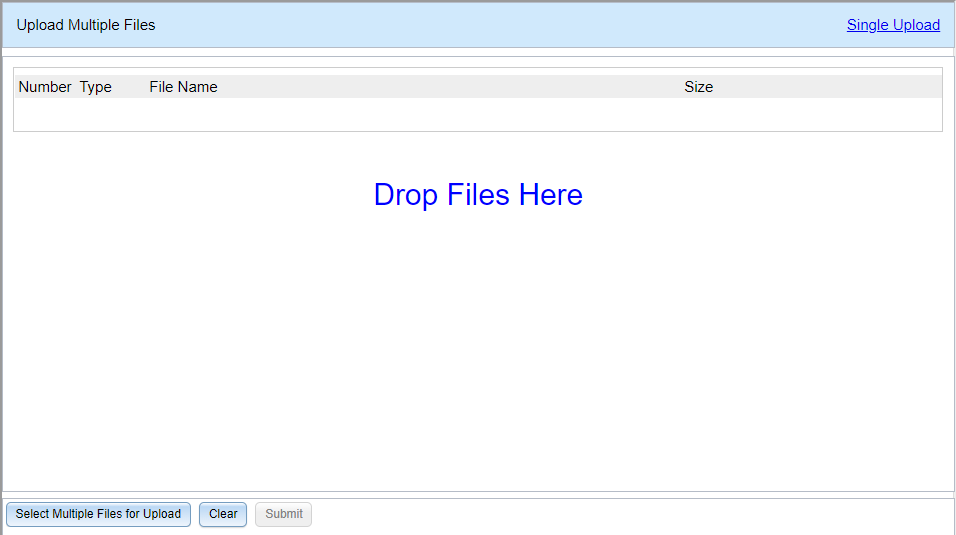 Upload Multiple Files Single Upload
Number Type File Name Size
Drop Files Here
Select Multiple Files for Upload Clear Submit